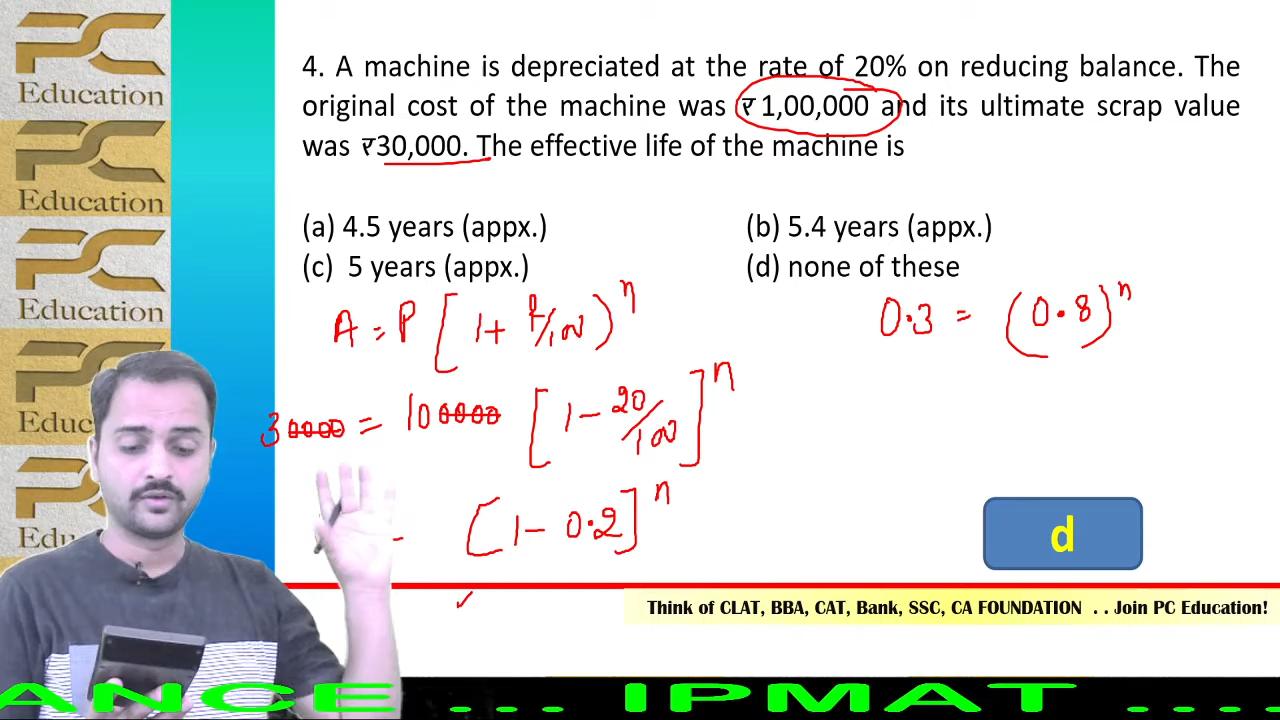 PC
Education
PC
Education
PC
Education
PC
Education
4. A machine is depreciated at the rate of 20% on reducing balance. The
original cost of the machine was ₹1,00,000 and its ultimate scrap value
was ₹30,000. The effective life of the machine is
(a) 4.5 years (appx.) (b) 5.4 years (appx.)
(c) 5 years (appx.) (d) none of these
A = P [1+ r/100)^n
0.3 = (0.8)^n
30000 = 100000 [1 - 20/100]^n
[1 - 0.2]^n
d
Think of CLAT, BBA, CAT, Bank, SSC, CA FOUNDATION . . Join PC Education!
ANCE ... IPMAT ....